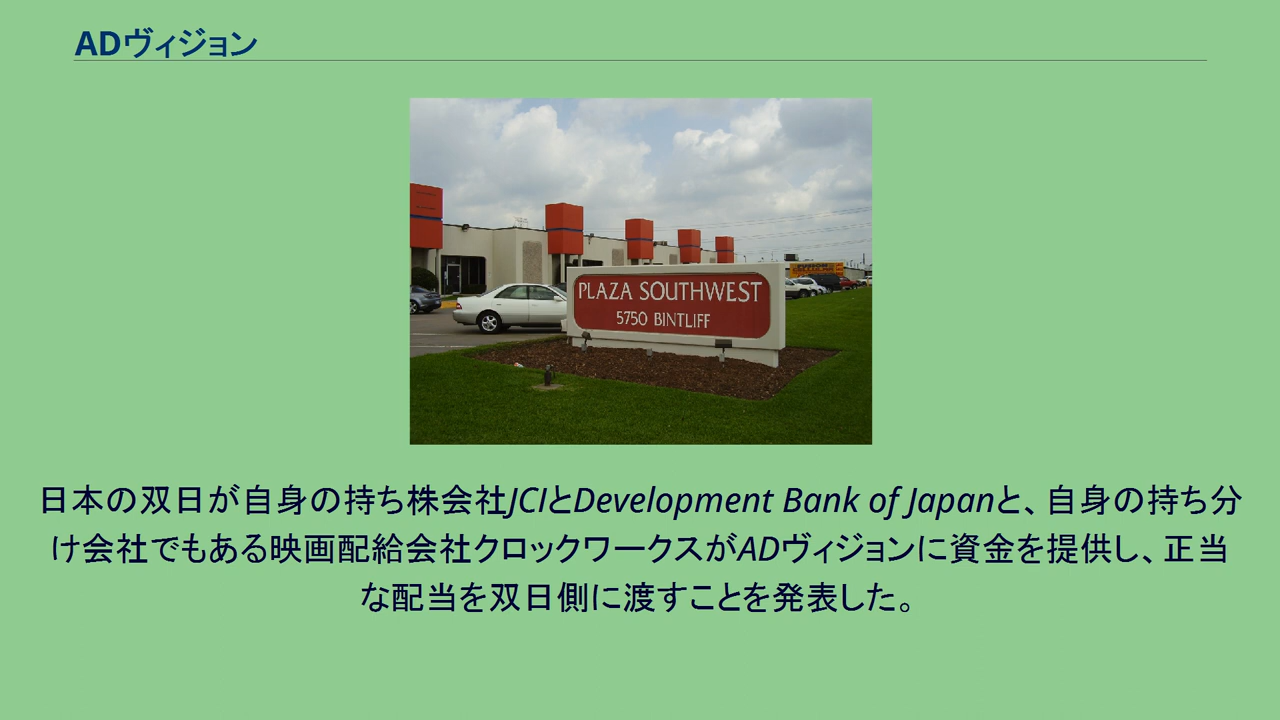 ADヴィジョン
PLAZA SOUTHWEST
5750 BINTLIFF
日本の双日が自身の持ち株会社JCIとDevelopment Bank of Japanと、自身の持ち分
け会社でもある映画配給会社クロックワークスがADヴィジョンに資金を提供し、正当
な配当を双日側に渡すことを発表した。